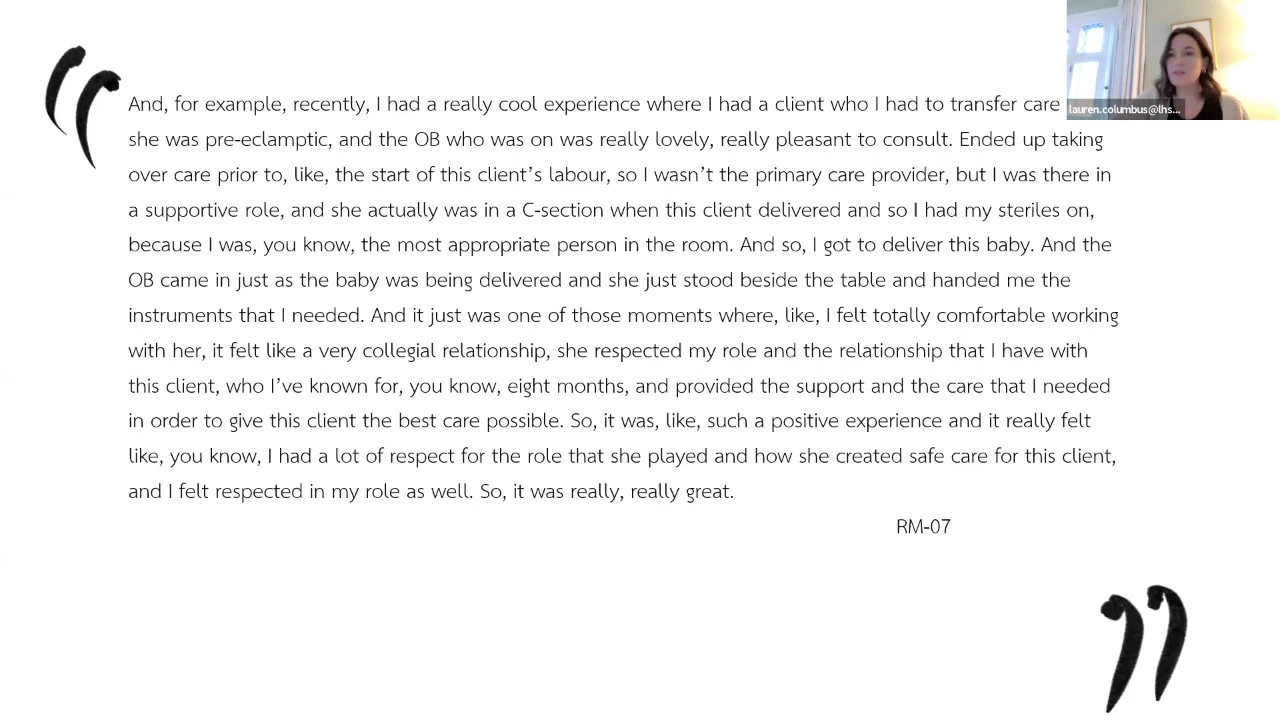 And, for example, recently, I had a really cool experience where I had a client who I had to transfer care
lauren.columbus@lhs...
she was pre-eclamptic, and the OB who was on was really lovely, really pleasant to consult. Ended up taking
over care prior to, like, the start of this client's labour, so I wasn't the primary care provider, but I was there in
a supportive role, and she actually was in a C-section when this client delivered and so I had my steriles on,
because I was, you know, the most appropriate person in the room. And so, I got to deliver this baby. And the
OB came in just as the baby was being delivered and she just stood beside the table and handed me the
instruments that I needed. And it just was one of those moments where, like, I felt totally comfortable working
with her, it felt like a very collegial relationship, she respected my role and the relationship that I have with
this client, who I've known for, you know, eight months, and provided the support and the care that I needed
in order to give this client the best care possible. So, it was, like, such a positive experience and it really felt
like, you know, I had a lot of respect for the role that she played and how she created safe care for this client,
and I felt respected in my role as well. So, it was really, really great.
RM-07